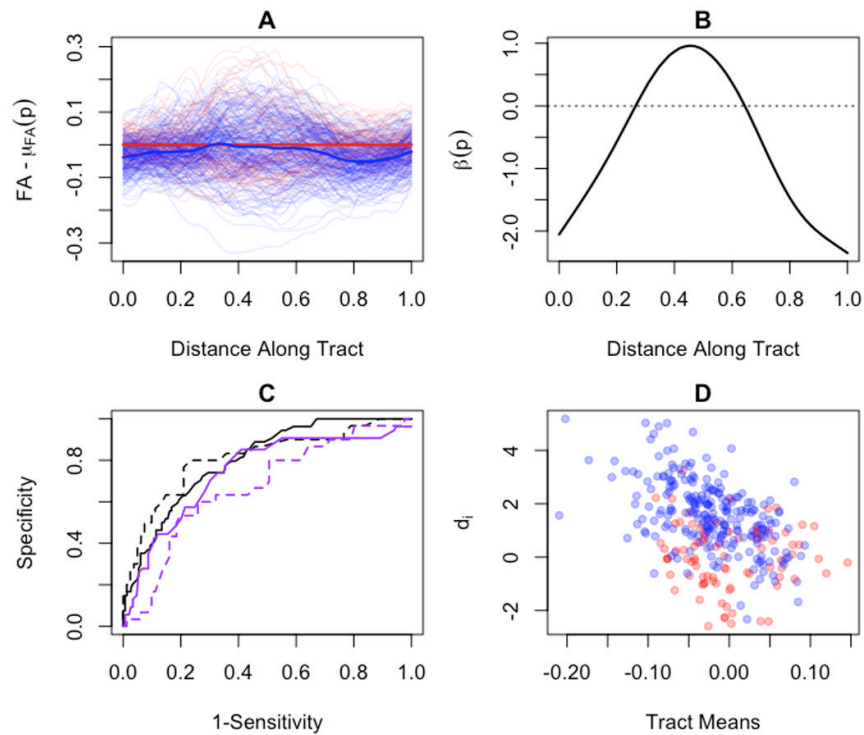 A
FA - μFA(p)
0.3
0.1
-0.1
-0.3
0.0 0.2 0.4 0.6 0.8 1.0
Distance Along Tract
B
β(p)
1.0
0.0
-1.0
-2.0
0.0 0.2 0.4 0.6 0.8 1.0
Distance Along Tract
C
Specificity
0.8
0.4
0.0
0.0 0.2 0.4 0.6 0.8 1.0
1-Sensitivity
D
di
4
2
0
-2
-0.20 -0.10 0.00 0.10
Tract Means